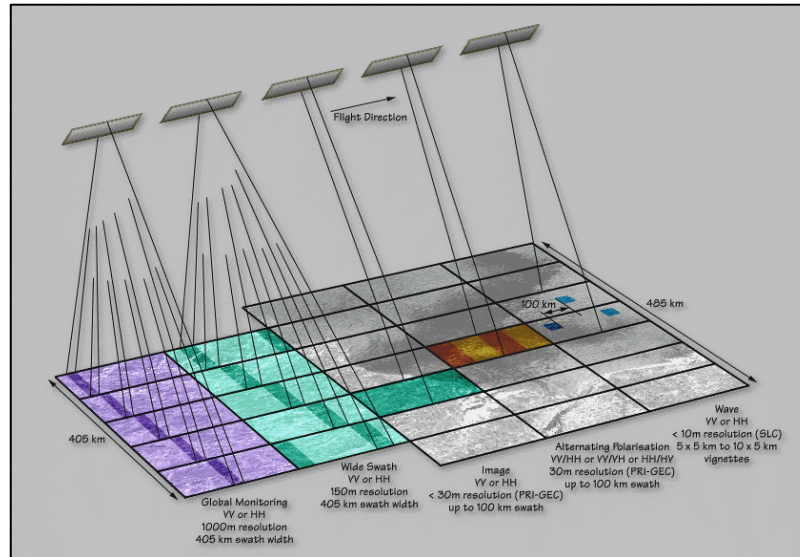 Flight Direction
100 km
485 km
405 km
Global Monitoring
VV or HH
1000m resolution
405 km swath width
Wide Swath
VV or HH
150m resolution
405 km swath width
Image
VV or HH
< 30m resolution (PRI-GEC)
up to 100 km swath
Alternating Polarisation
VV/HH or VV/VH or HH/HV
30m resolution (PRI-GEC)
up to 100 km swath
Wave
VV or HH
< 10m resolution (SLC)
5 x 5 km to 10 x 5 km
vignettes